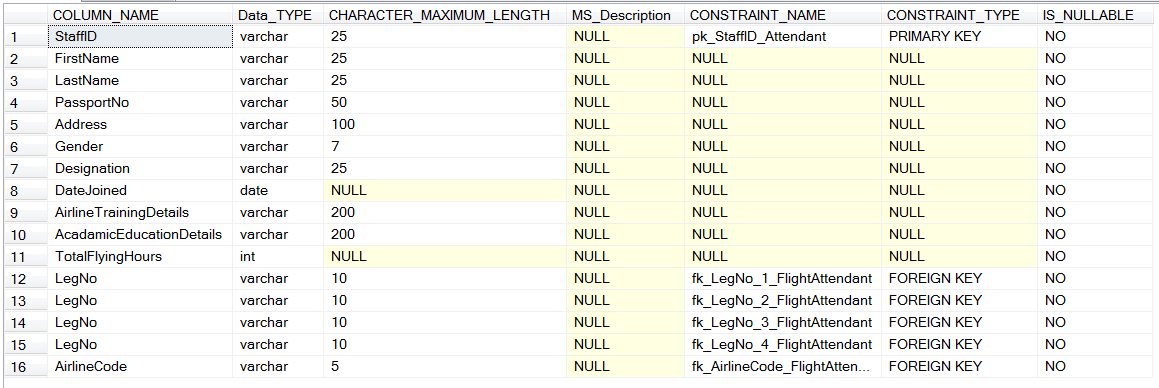 COLUMN_NAME Data_TYPE CHARACTER_MAXIMUM_LENGTH MS_Description CONSTRAINT_NAME CONSTRAINT_TYPE IS_NULLABLE
1 StaffID varchar 25 NULL pk_StaffID_Attendant PRIMARY KEY NO
2 FirstName varchar 25 NULL NULL NULL NO
3 LastName varchar 25 NULL NULL NULL NO
4 PassportNo varchar 50 NULL NULL NULL NO
5 Address varchar 100 NULL NULL NULL NO
6 Gender varchar 7 NULL NULL NULL NO
7 Designation varchar 25 NULL NULL NULL NO
8 DateJoined date NULL NULL NULL NULL NO
9 AirlineTrainingDetails varchar 200 NULL NULL NULL NO
10 AcadamicEducationDetails varchar 200 NULL NULL NULL NO
11 TotalFlyingHours int NULL NULL NULL NULL NO
12 LegNo varchar 10 NULL fk_LegNo_1_FlightAttendant FOREIGN KEY NO
13 LegNo varchar 10 NULL fk_LegNo_2_FlightAttendant FOREIGN KEY NO
14 LegNo varchar 10 NULL fk_LegNo_3_FlightAttendant FOREIGN KEY NO
15 LegNo varchar 10 NULL fk_LegNo_4_FlightAttendant FOREIGN KEY NO
16 AirlineCode varchar 5 NULL fk_AirlineCode_FlightAtten... FOREIGN KEY NO